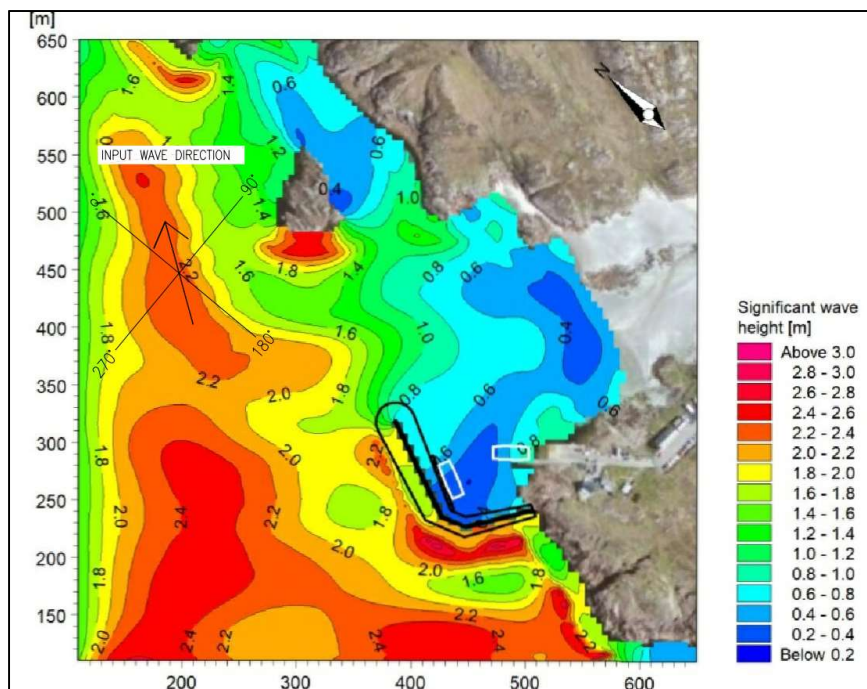 [m]
650
600
550
500
450
400
350
300
250
200
150
200
300
400
500
600
INPUT WAVE DIRECTION
90°
180°
270°
N
1.6
1.4
0.6
1.2
0.6
0.4
1.0
1.6
1.4
1.8
1.4
0.8
0.6
1.6
2.2
1.6
1.0
0.4
1.8
2.2
2.0
1.8
0.8
0.6
0.6
1.8
2.2
0.8
2.4
2.2
1.8
2.0
2.0
1.8
2.0
1.6
1.8
2.2
2.0
2.4
2.2
2.4
2.4
Significant wave
height [m]
Above 3.0
2.8 - 3.0
2.6 - 2.8
2.4 - 2.6
2.2 - 2.4
2.0 - 2.2
1.8 - 2.0
1.6 - 1.8
1.4 - 1.6
1.2 - 1.4
1.0 - 1.2
0.8 - 1.0
0.6 - 0.8
0.4 - 0.6
0.2 - 0.4
Below 0.2